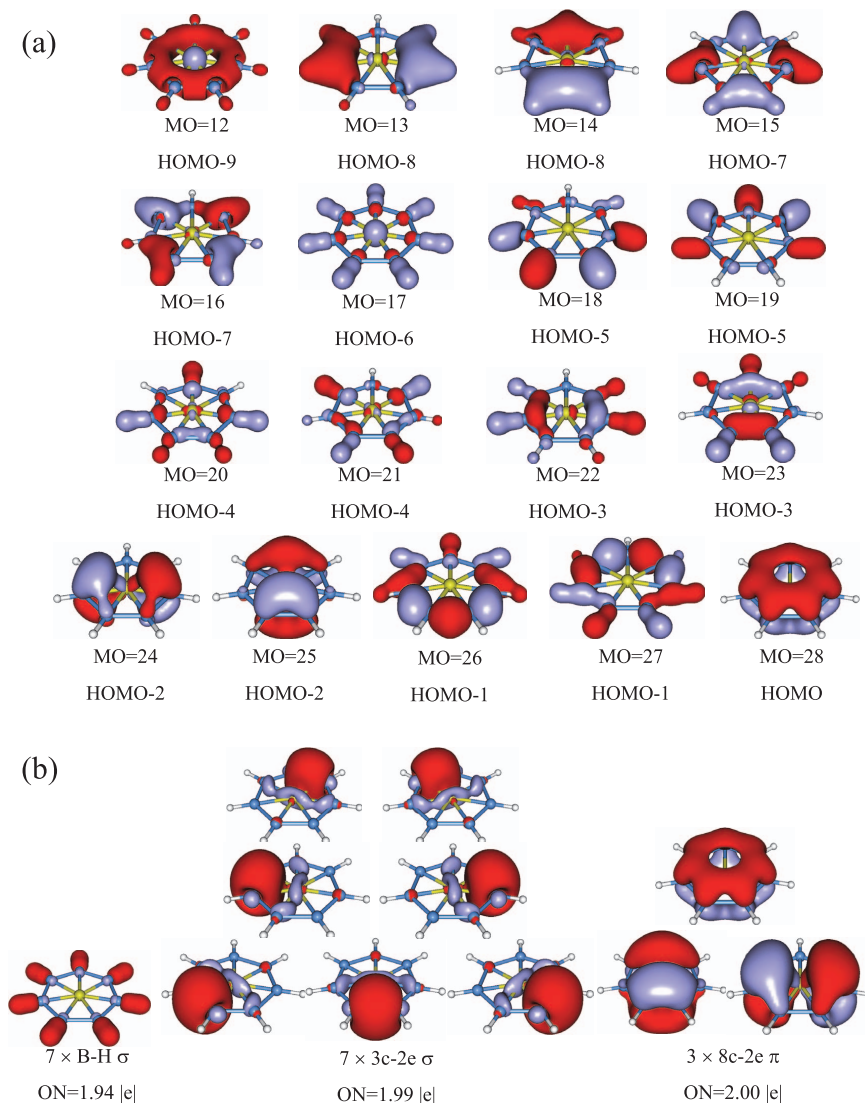 (a)
MO=12 MO=13 MO=14 MO=15
HOMO-9 HOMO-8 HOMO-8 HOMO-7
MO=16 MO=17 MO=18 MO=19
HOMO-7 HOMO-6 HOMO-5 HOMO-5
MO=20 MO=21 MO=22 MO=23
HOMO-4 HOMO-4 HOMO-3 HOMO-3
MO=24 MO=25 MO=26 MO=27 MO=28
HOMO-2 HOMO-2 HOMO-1 HOMO-1 HOMO
(b)
7 × B-H σ 7 × 3c-2e σ 3 × 8c-2e π
ON=1.94 |e| ON=1.99 |e| ON=2.00 |e|